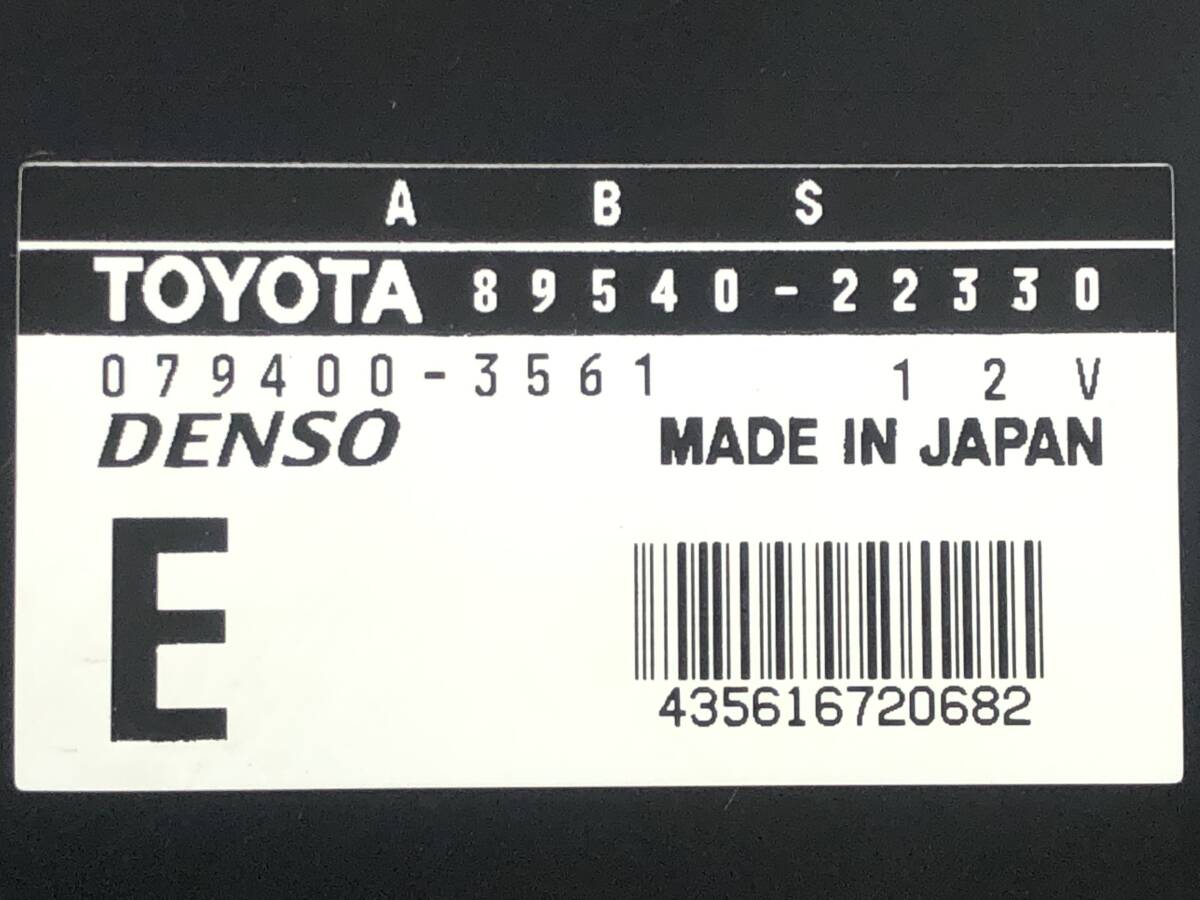 A B S
TOYOTA 89540-22330
079400-3561 12V
DENSO MADE IN JAPAN
E
435616720682